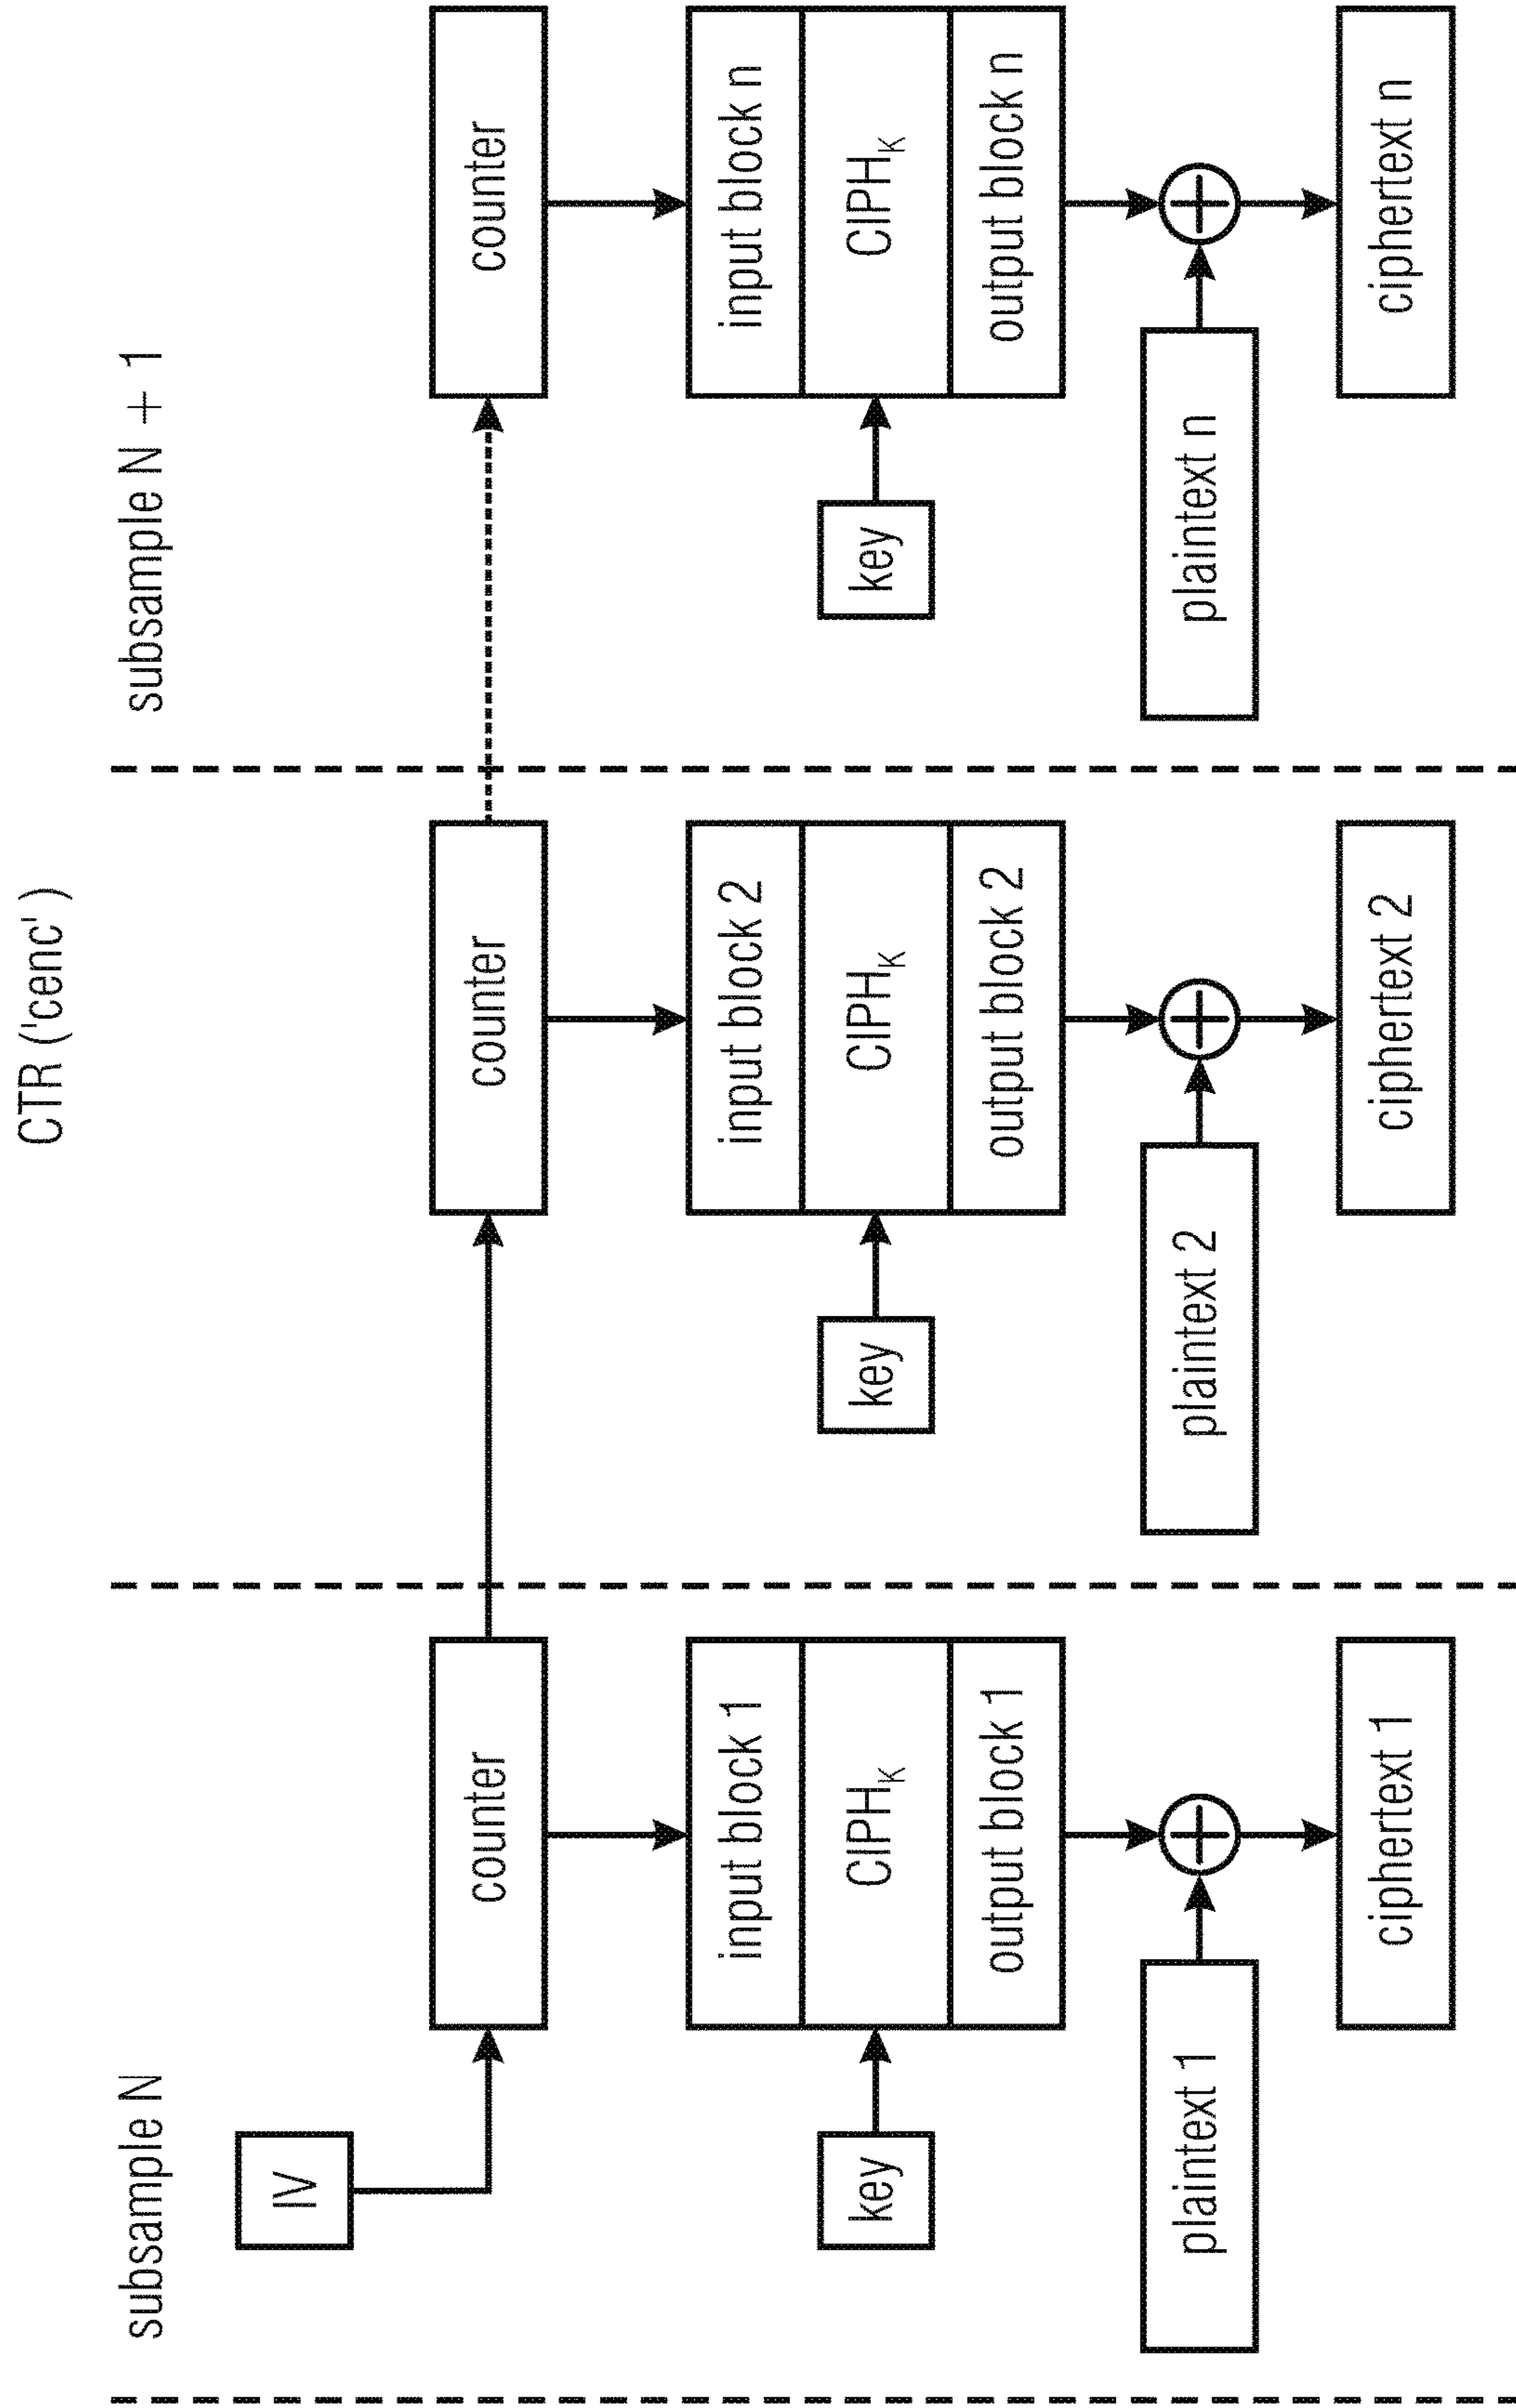 CTR ('cenc' )
subsample N
subsample N + 1
IV
counter
counter
counter
input block 1
input block 2
input block n
key
CIPHK
key
CIPHK
key
CIPHK
output block 1
output block 2
output block n
plaintext 1
plaintext 2
plaintext n
ciphertext 1
ciphertext 2
ciphertext n